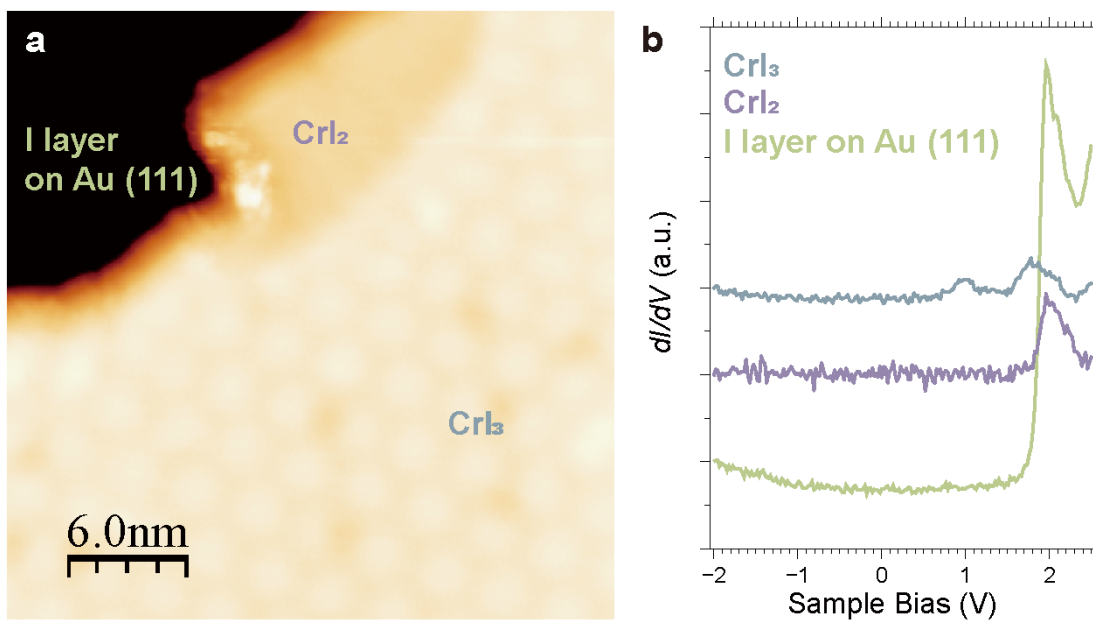 a
I layer
on Au (111)
CrI₂
CrI₃
6.0nm
b
CrI₃
CrI₂
I layer on Au (111)
dI/dV (a.u.)
−2 −1 0 1 2
Sample Bias (V)